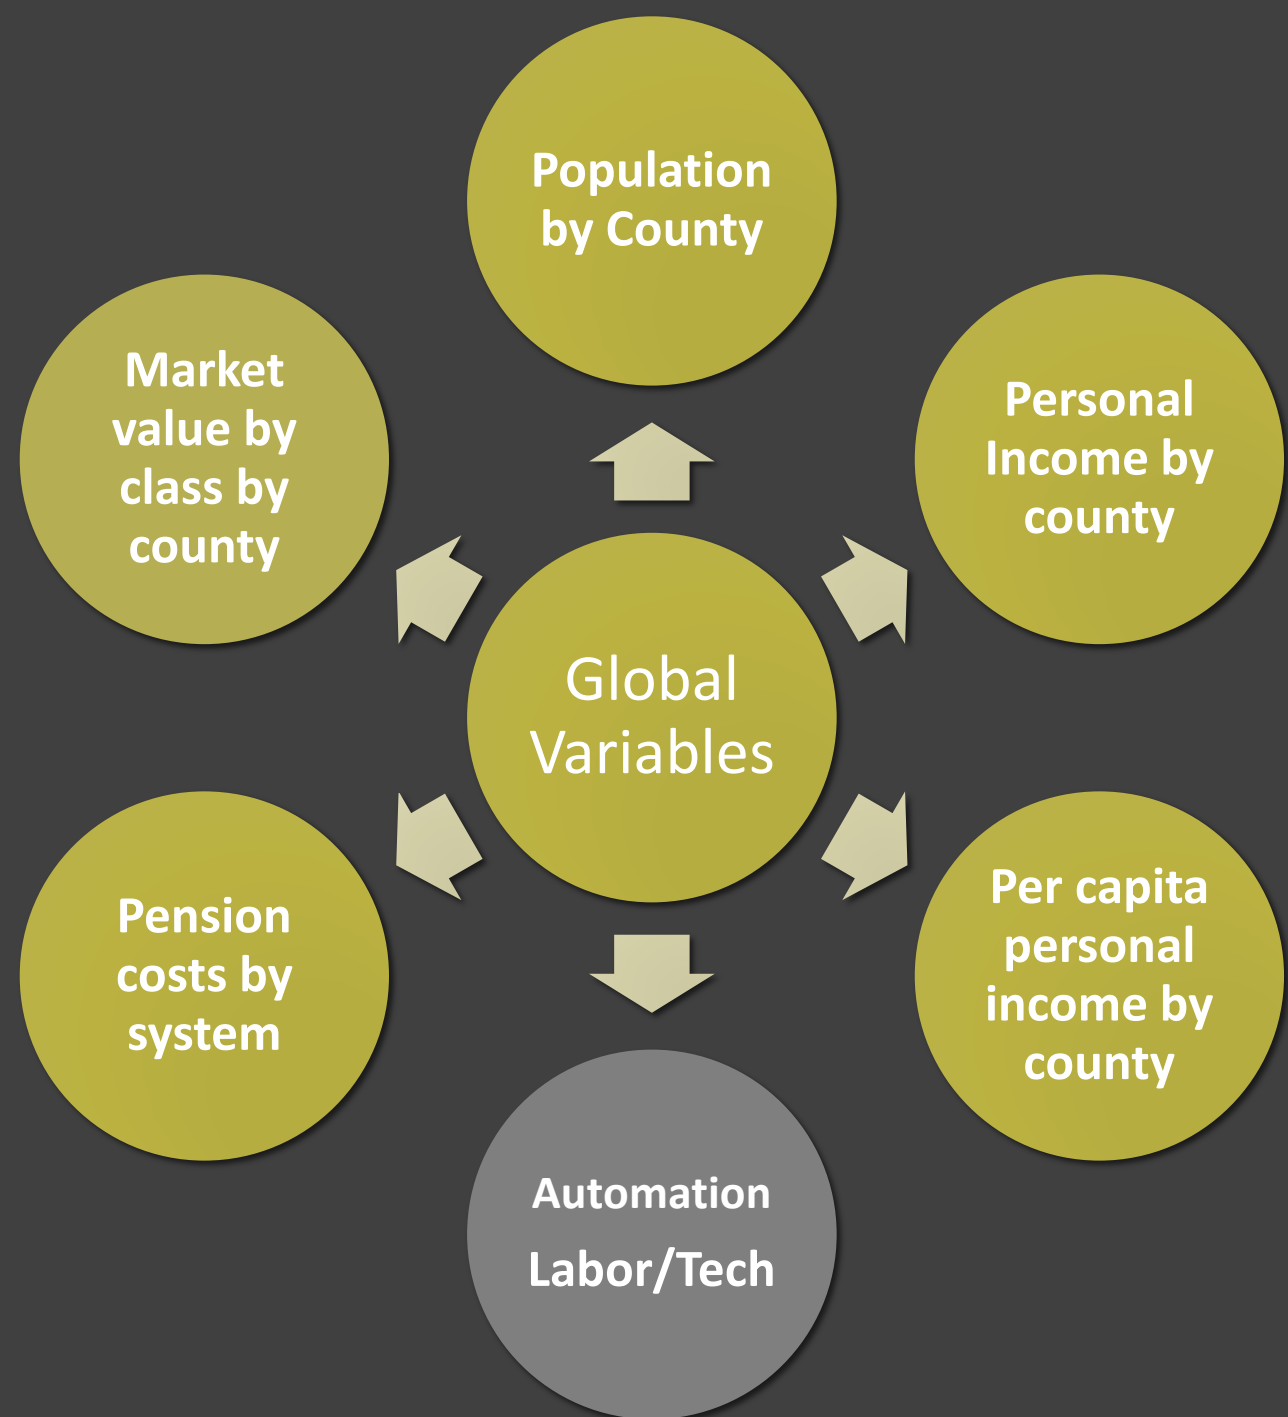 Population
by County
Market
value by
class by
county
Personal
Income by
county
Global
Variables
Pension
costs by
system
Per capita
personal
income by
county
Automation
Labor/Tech